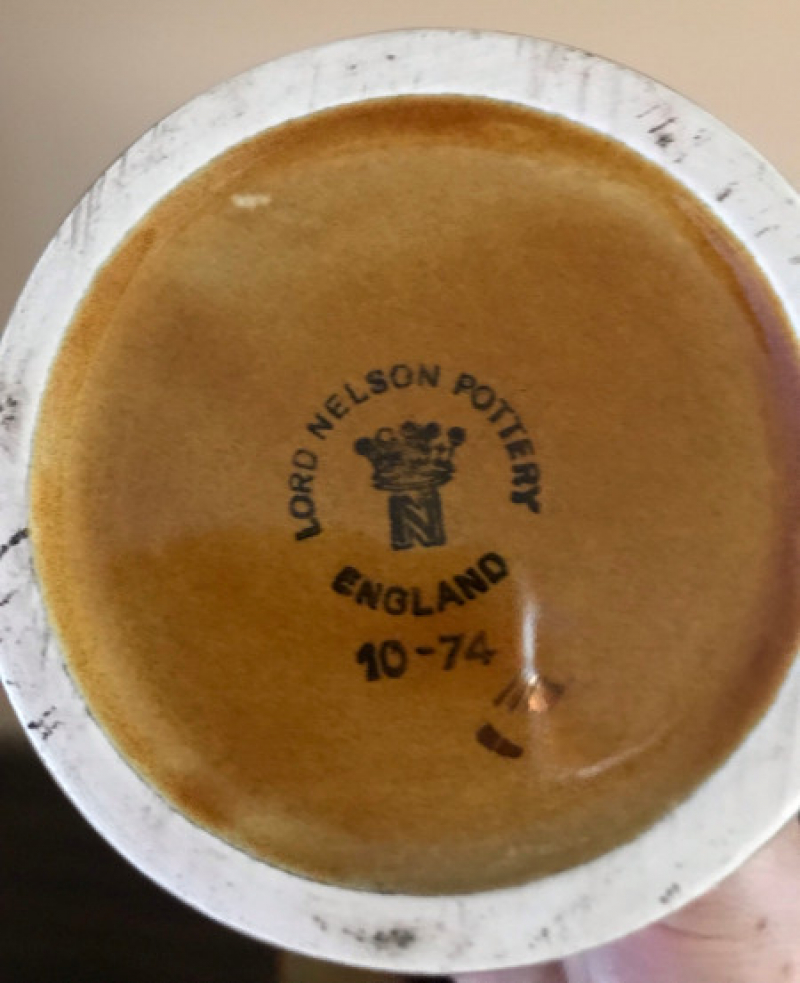 LORD NELSON POTTERY
N
ENGLAND
10-74